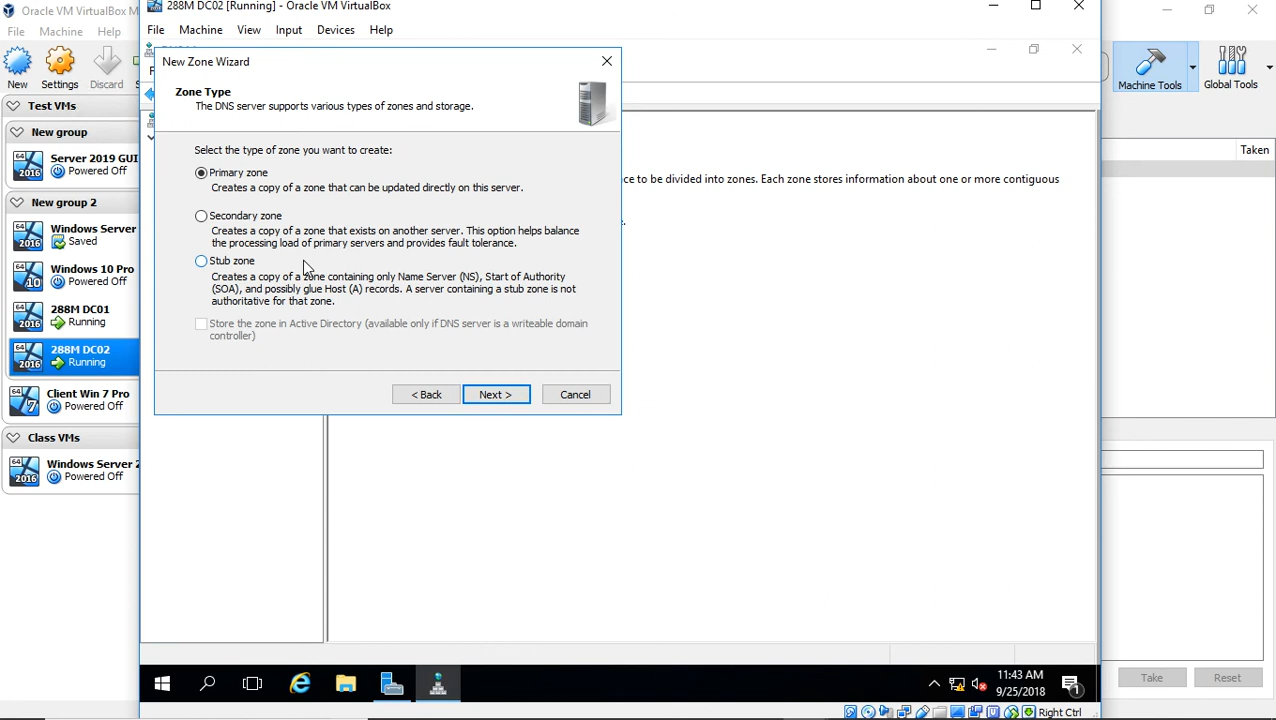 Oracle VM VirtualBox M
File Machine Help
New Settings Discard
Test VMs
New group
Server 2019 GUI
Powered Off
New group 2
Windows Server
Saved
Windows 10 Pro
Powered Off
288M DC01
Running
288M DC02
Running
Client Win 7 Pro
Powered Off
Class VMs
Windows Server 2
Powered Off
288M DC02 [Running] - Oracle VM VirtualBox
File Machine View Input Devices Help
New Zone Wizard
Zone Type
The DNS server supports various types of zones and storage.
Select the type of zone you want to create:
Primary zone
Creates a copy of a zone that can be updated directly on this server.
Secondary zone
Creates a copy of a zone that exists on another server. This option helps balance
the processing load of primary servers and provides fault tolerance.
Stub zone
Creates a copy of a zone containing only Name Server (NS), Start of Authority
(SOA), and possibly glue Host (A) records. A server containing a stub zone is not
authoritative for that zone.
Store the zone in Active Directory (available only if DNS server is a writeable domain
controller)
< Back Next > Cancel
ce to be divided into zones. Each zone stores information about one or more contiguous
Machine Tools Global Tools
Taken
Take Reset
11:43 AM
9/25/2018
1
Right Ctrl